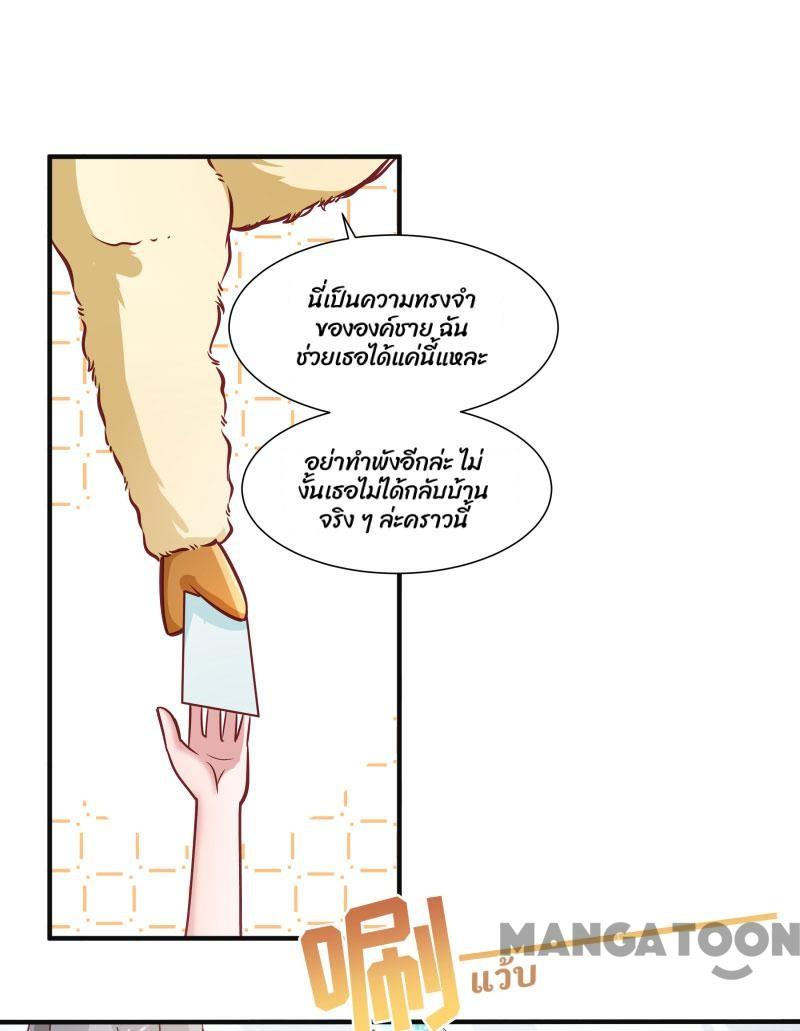 นี่เป็นความทรงจำ
ขององค์ชาย ฉัน
ช่วยเธอได้แค่นี้แหละ
อย่าทำพังอีกล่ะ ไม่
งั้นเธอไม่ได้กลับบ้าน
จริง ๆ ล่ะคราวนี้
唰
แว้บ
MANGATOON